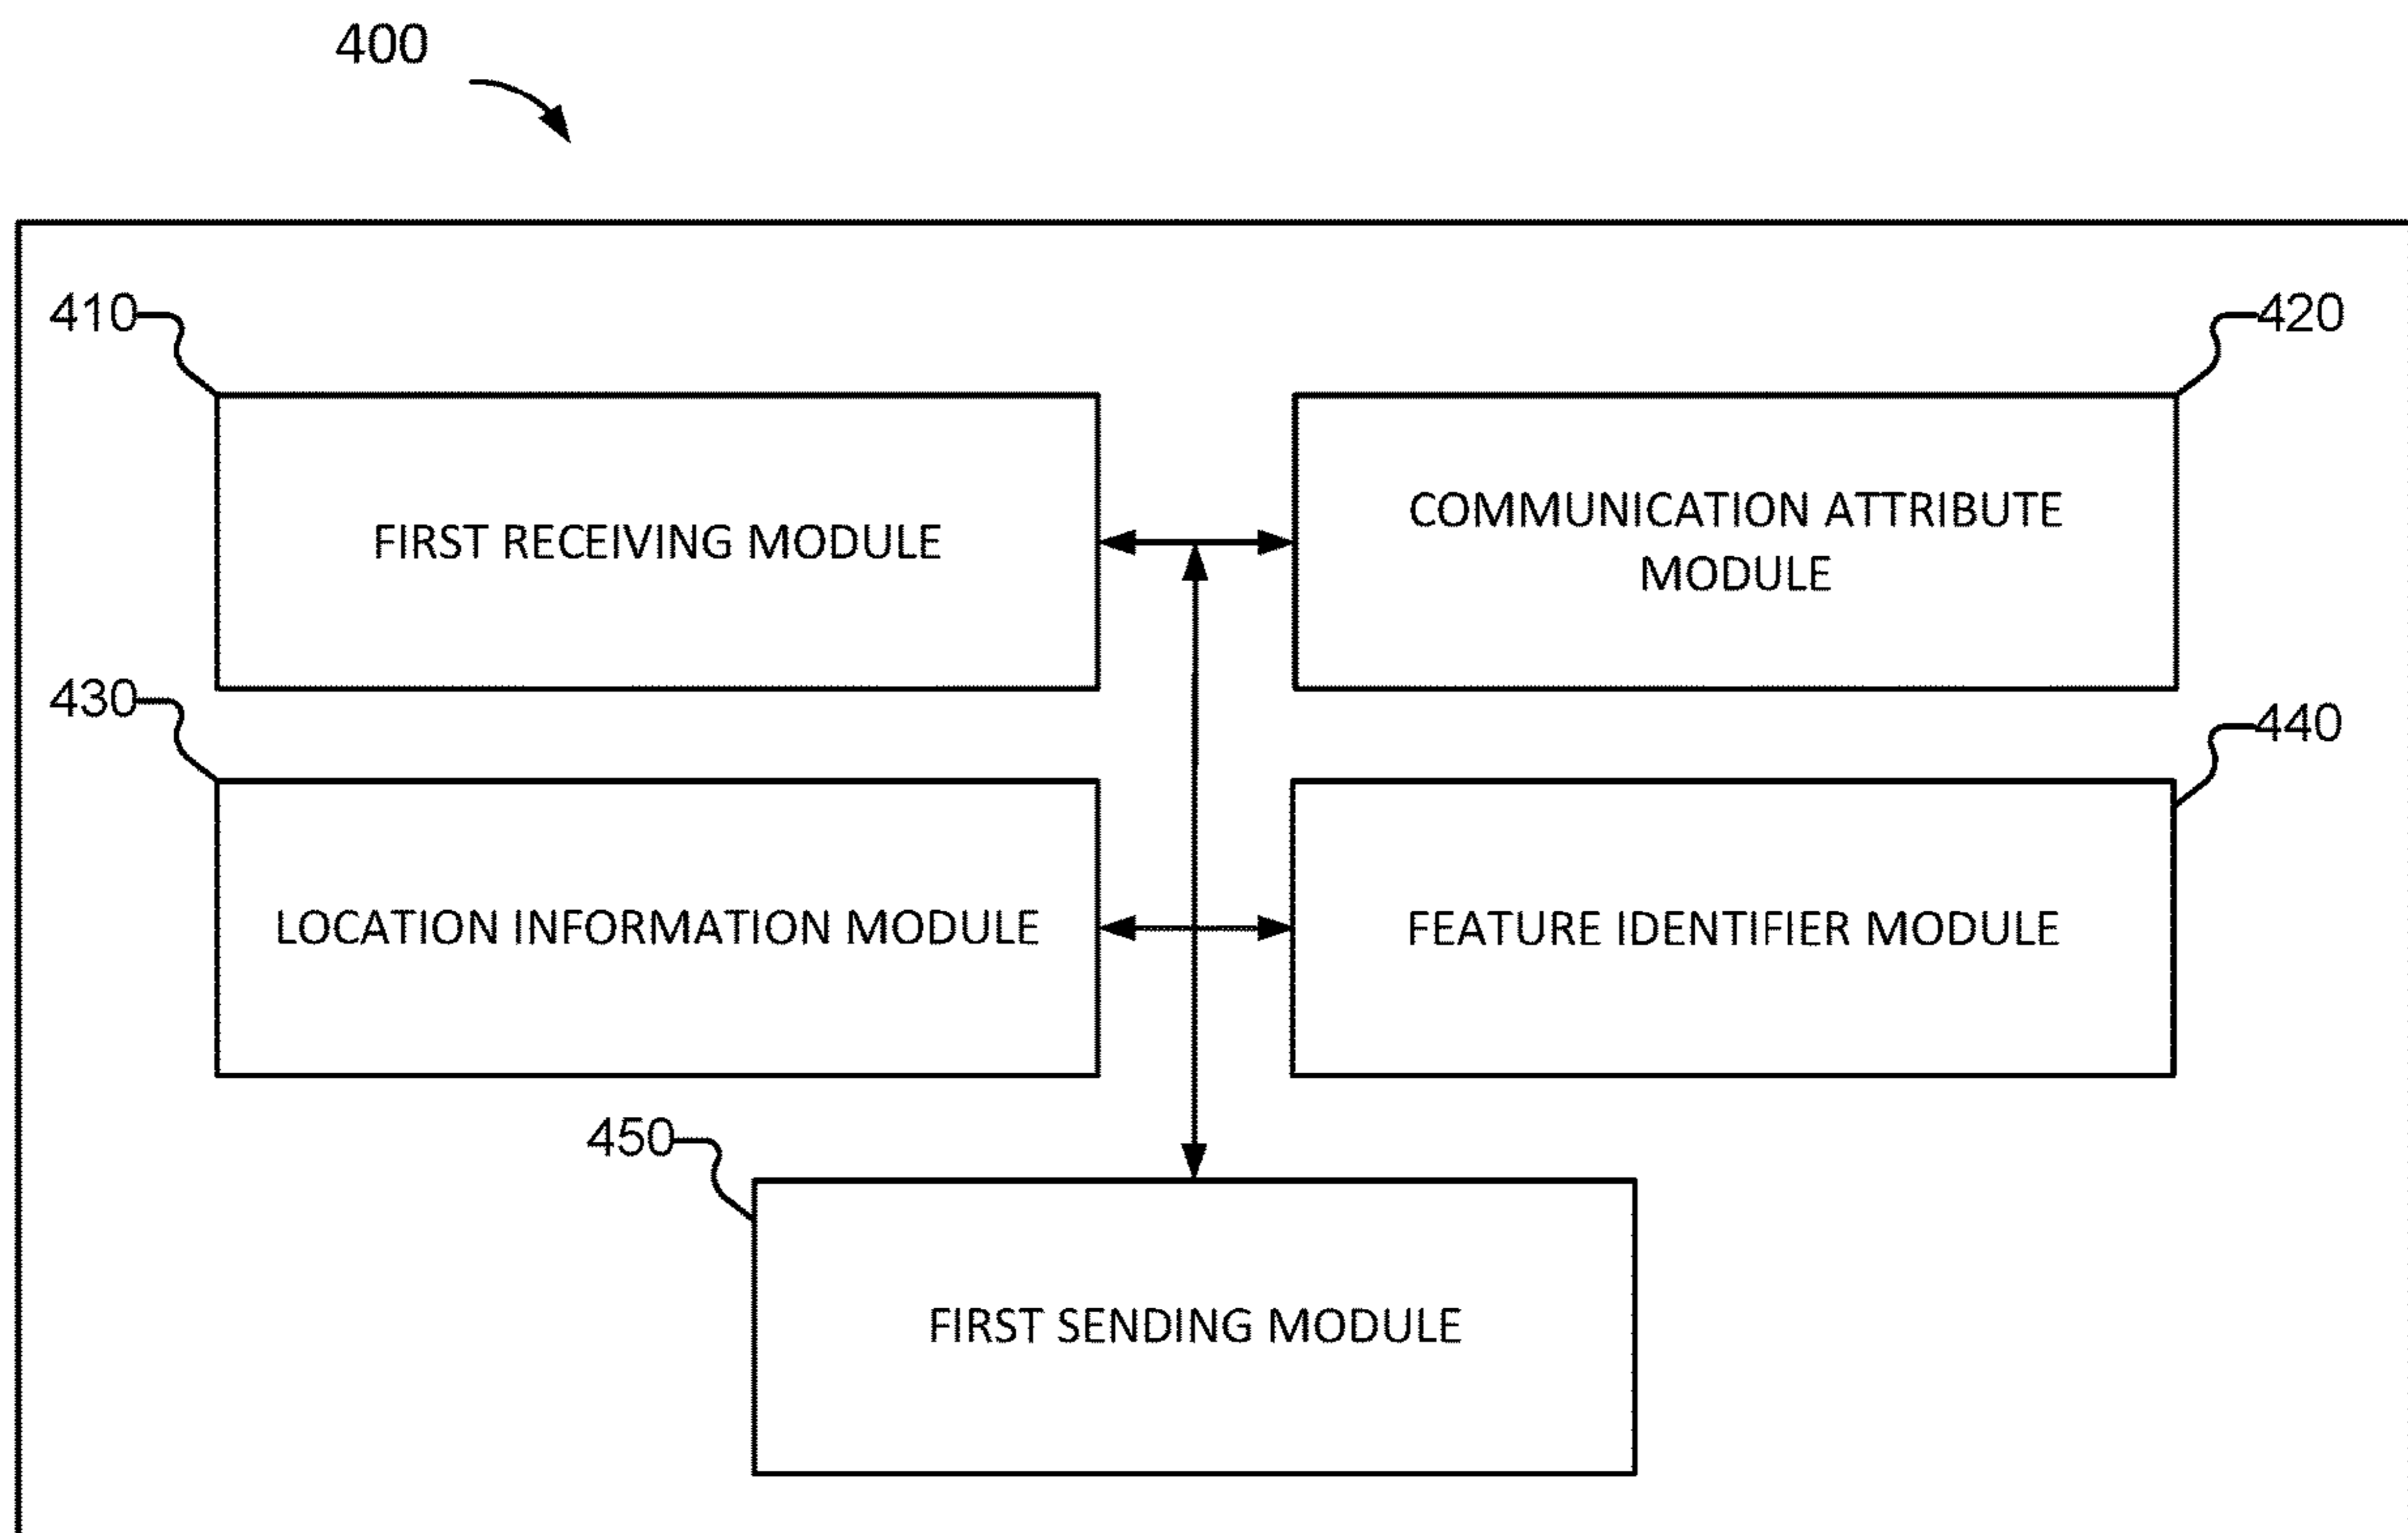 400
410
420
FIRST RECEIVING MODULE
COMMUNICATION ATTRIBUTE
MODULE
430
440
LOCATION INFORMATION MODULE
FEATURE IDENTIFIER MODULE
450
FIRST SENDING MODULE